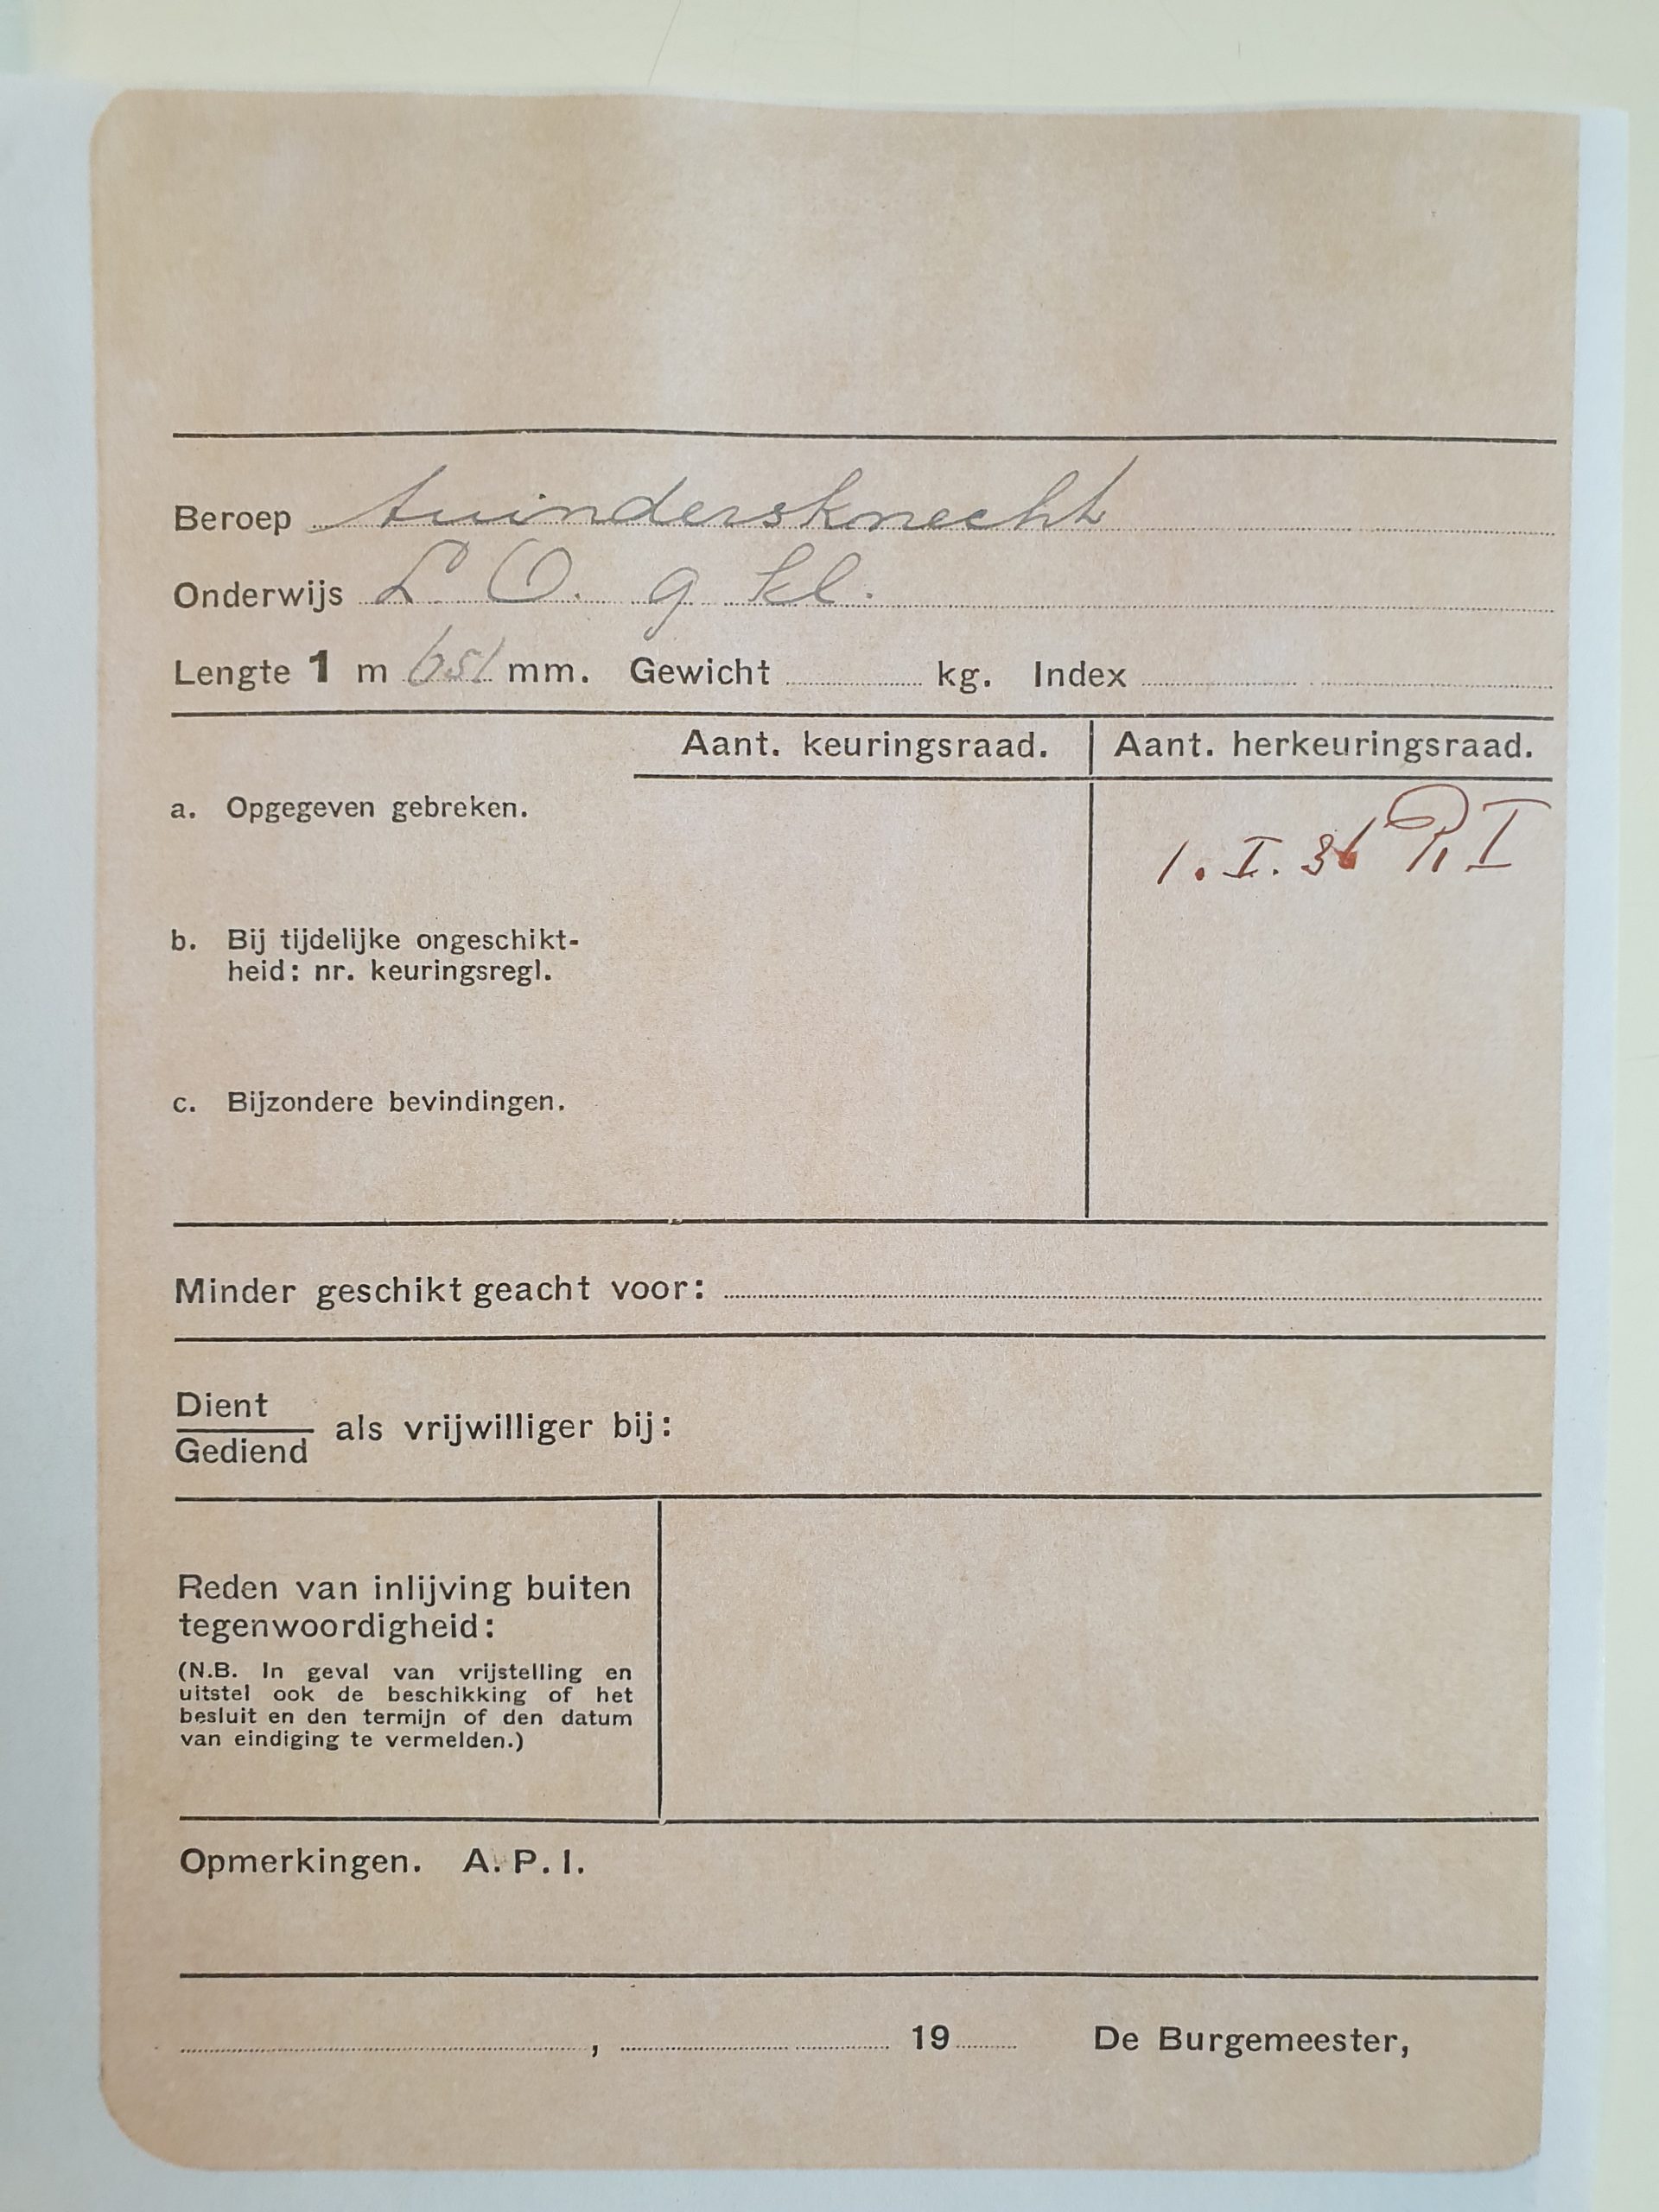 Beroep tuindersknecht
Onderwijs L. O. 9 kl.
Lengte 1 m 651 mm. Gewicht kg. Index
Aant. keuringsraad. Aant. herkeuringsraad.
a. Opgegeven gebreken.
1. I. 36
b. Bij tijdelijke ongeschikt-
heid: nr. keuringsregl.
c. Bijzondere bevindingen.
Minder geschikt geacht voor:
Dient
als vrijwilliger bij:
Gediend
Reden van inlijving buiten
tegenwoordigheid:
(N.B. In geval van vrijstelling en
uitstel ook de beschikking of het
besluit en den termijn of den datum
van eindiging te vermelden.)
Opmerkingen. A. P. I.
, 19 De Burgemeester,